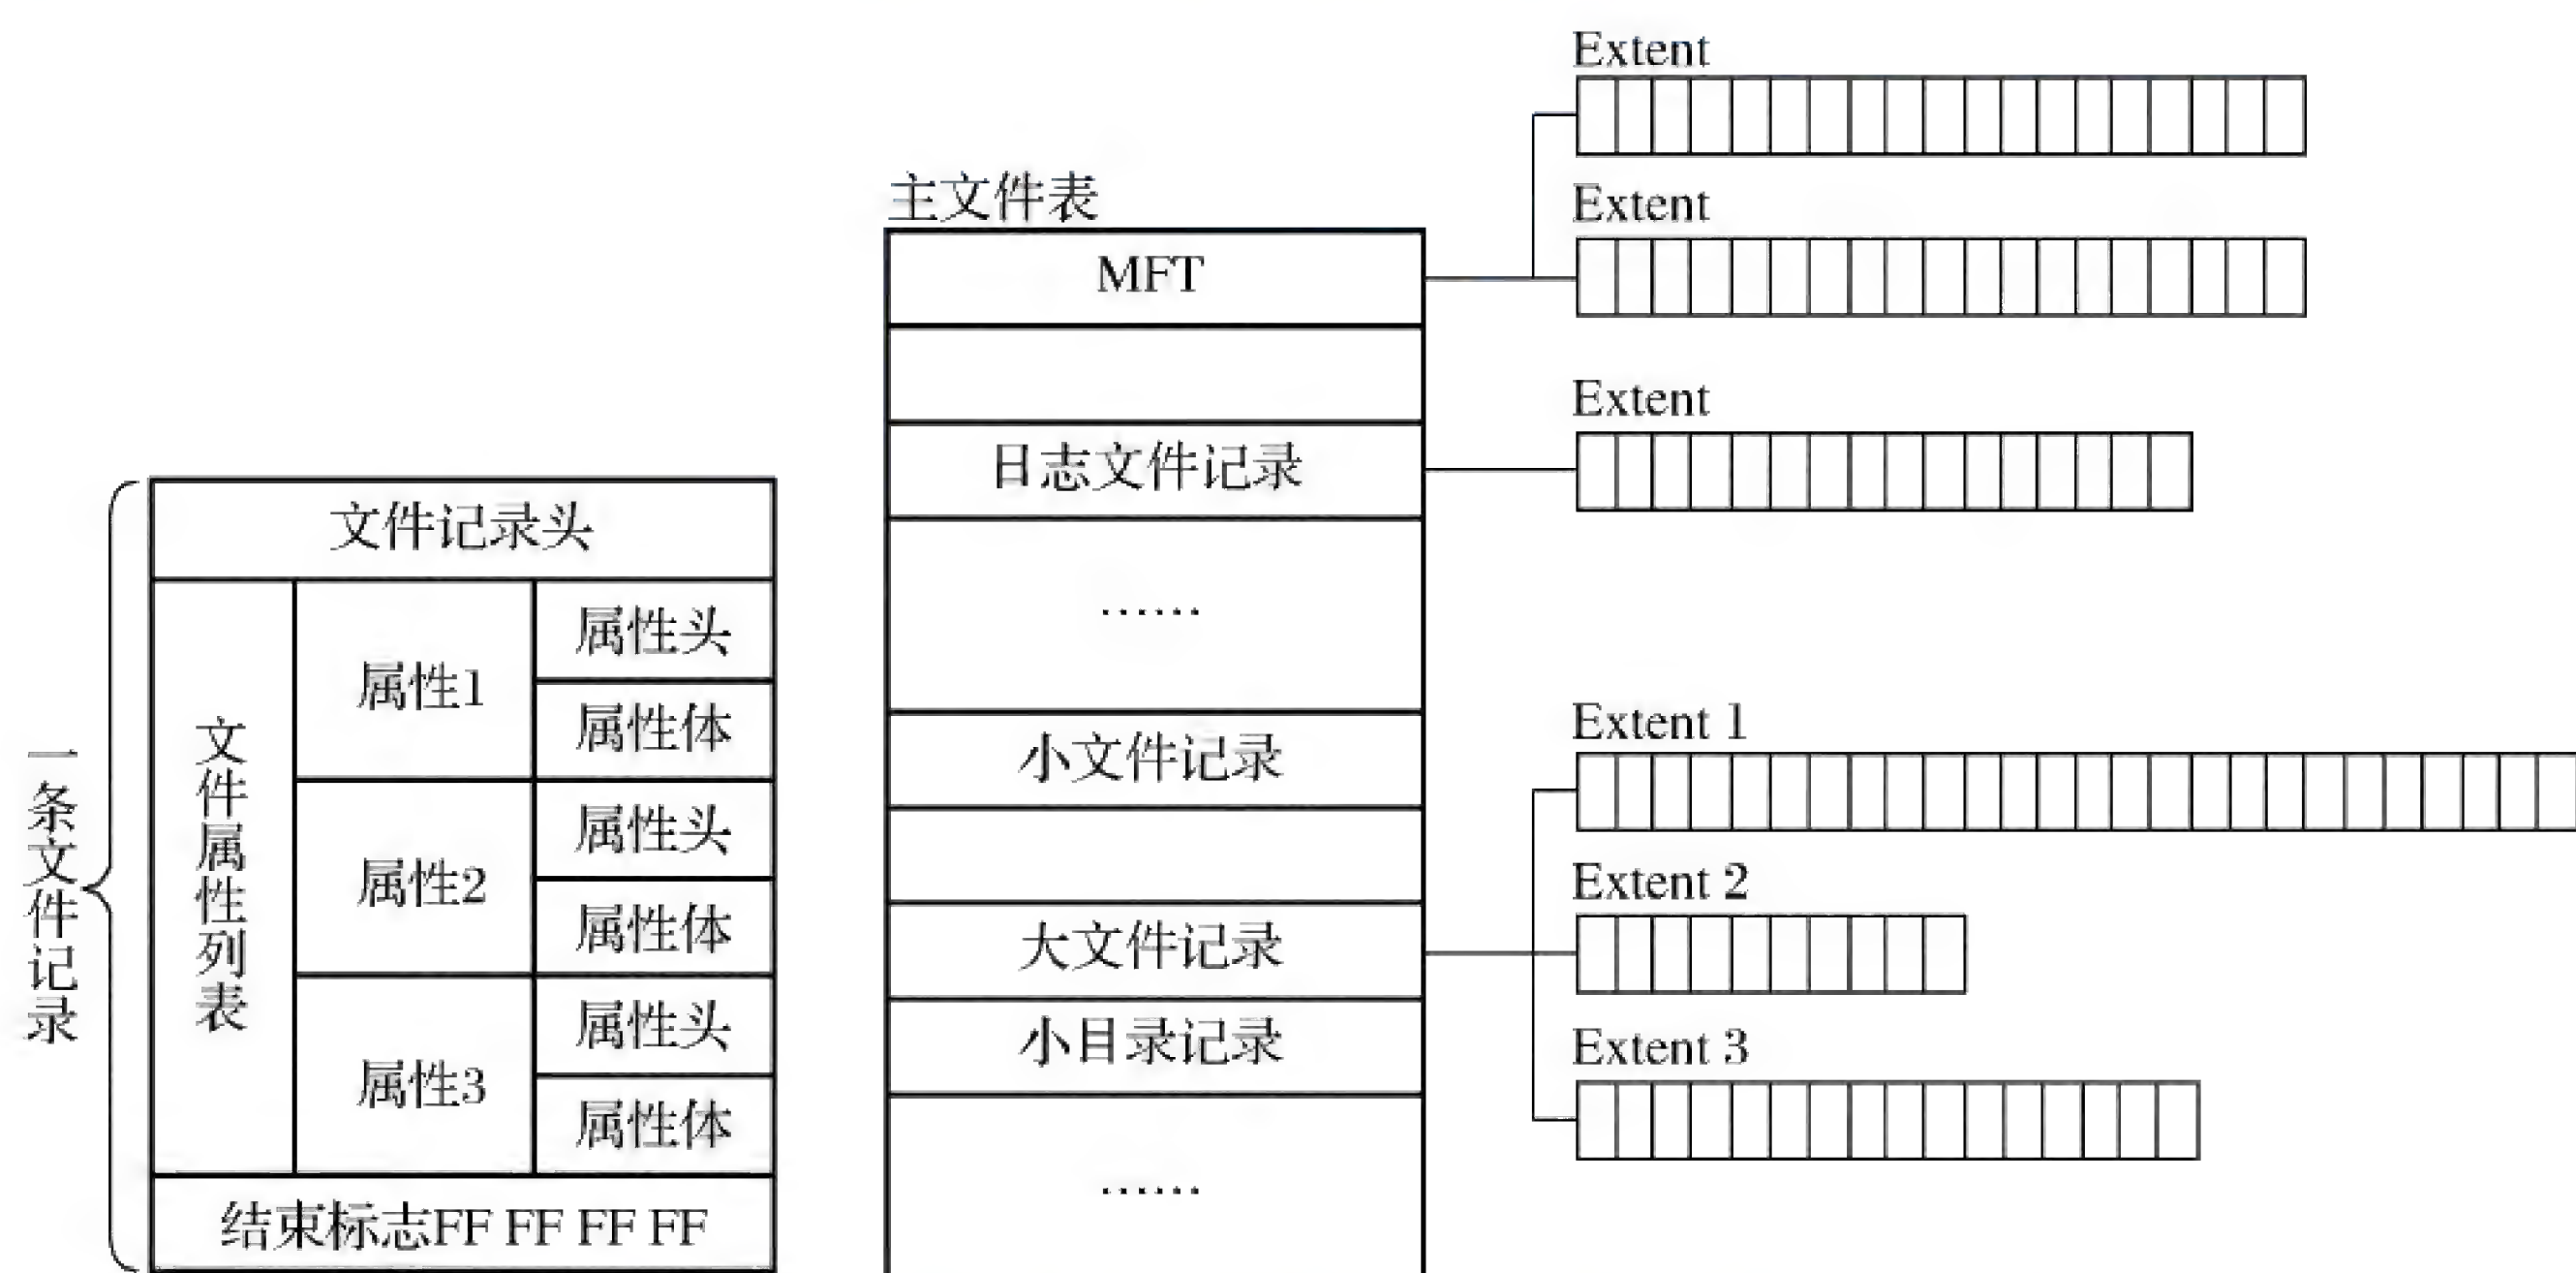 一条文件记录
文件记录头
文件属性列表
属性1
属性头
属性体
属性2
属性头
属性体
属性3
属性头
属性体
结束标志FF FF FF FF
主文件表
MFT
日志文件记录
……
小文件记录
大文件记录
小目录记录
……
Extent
Extent
Extent
Extent 1
Extent 2
Extent 3